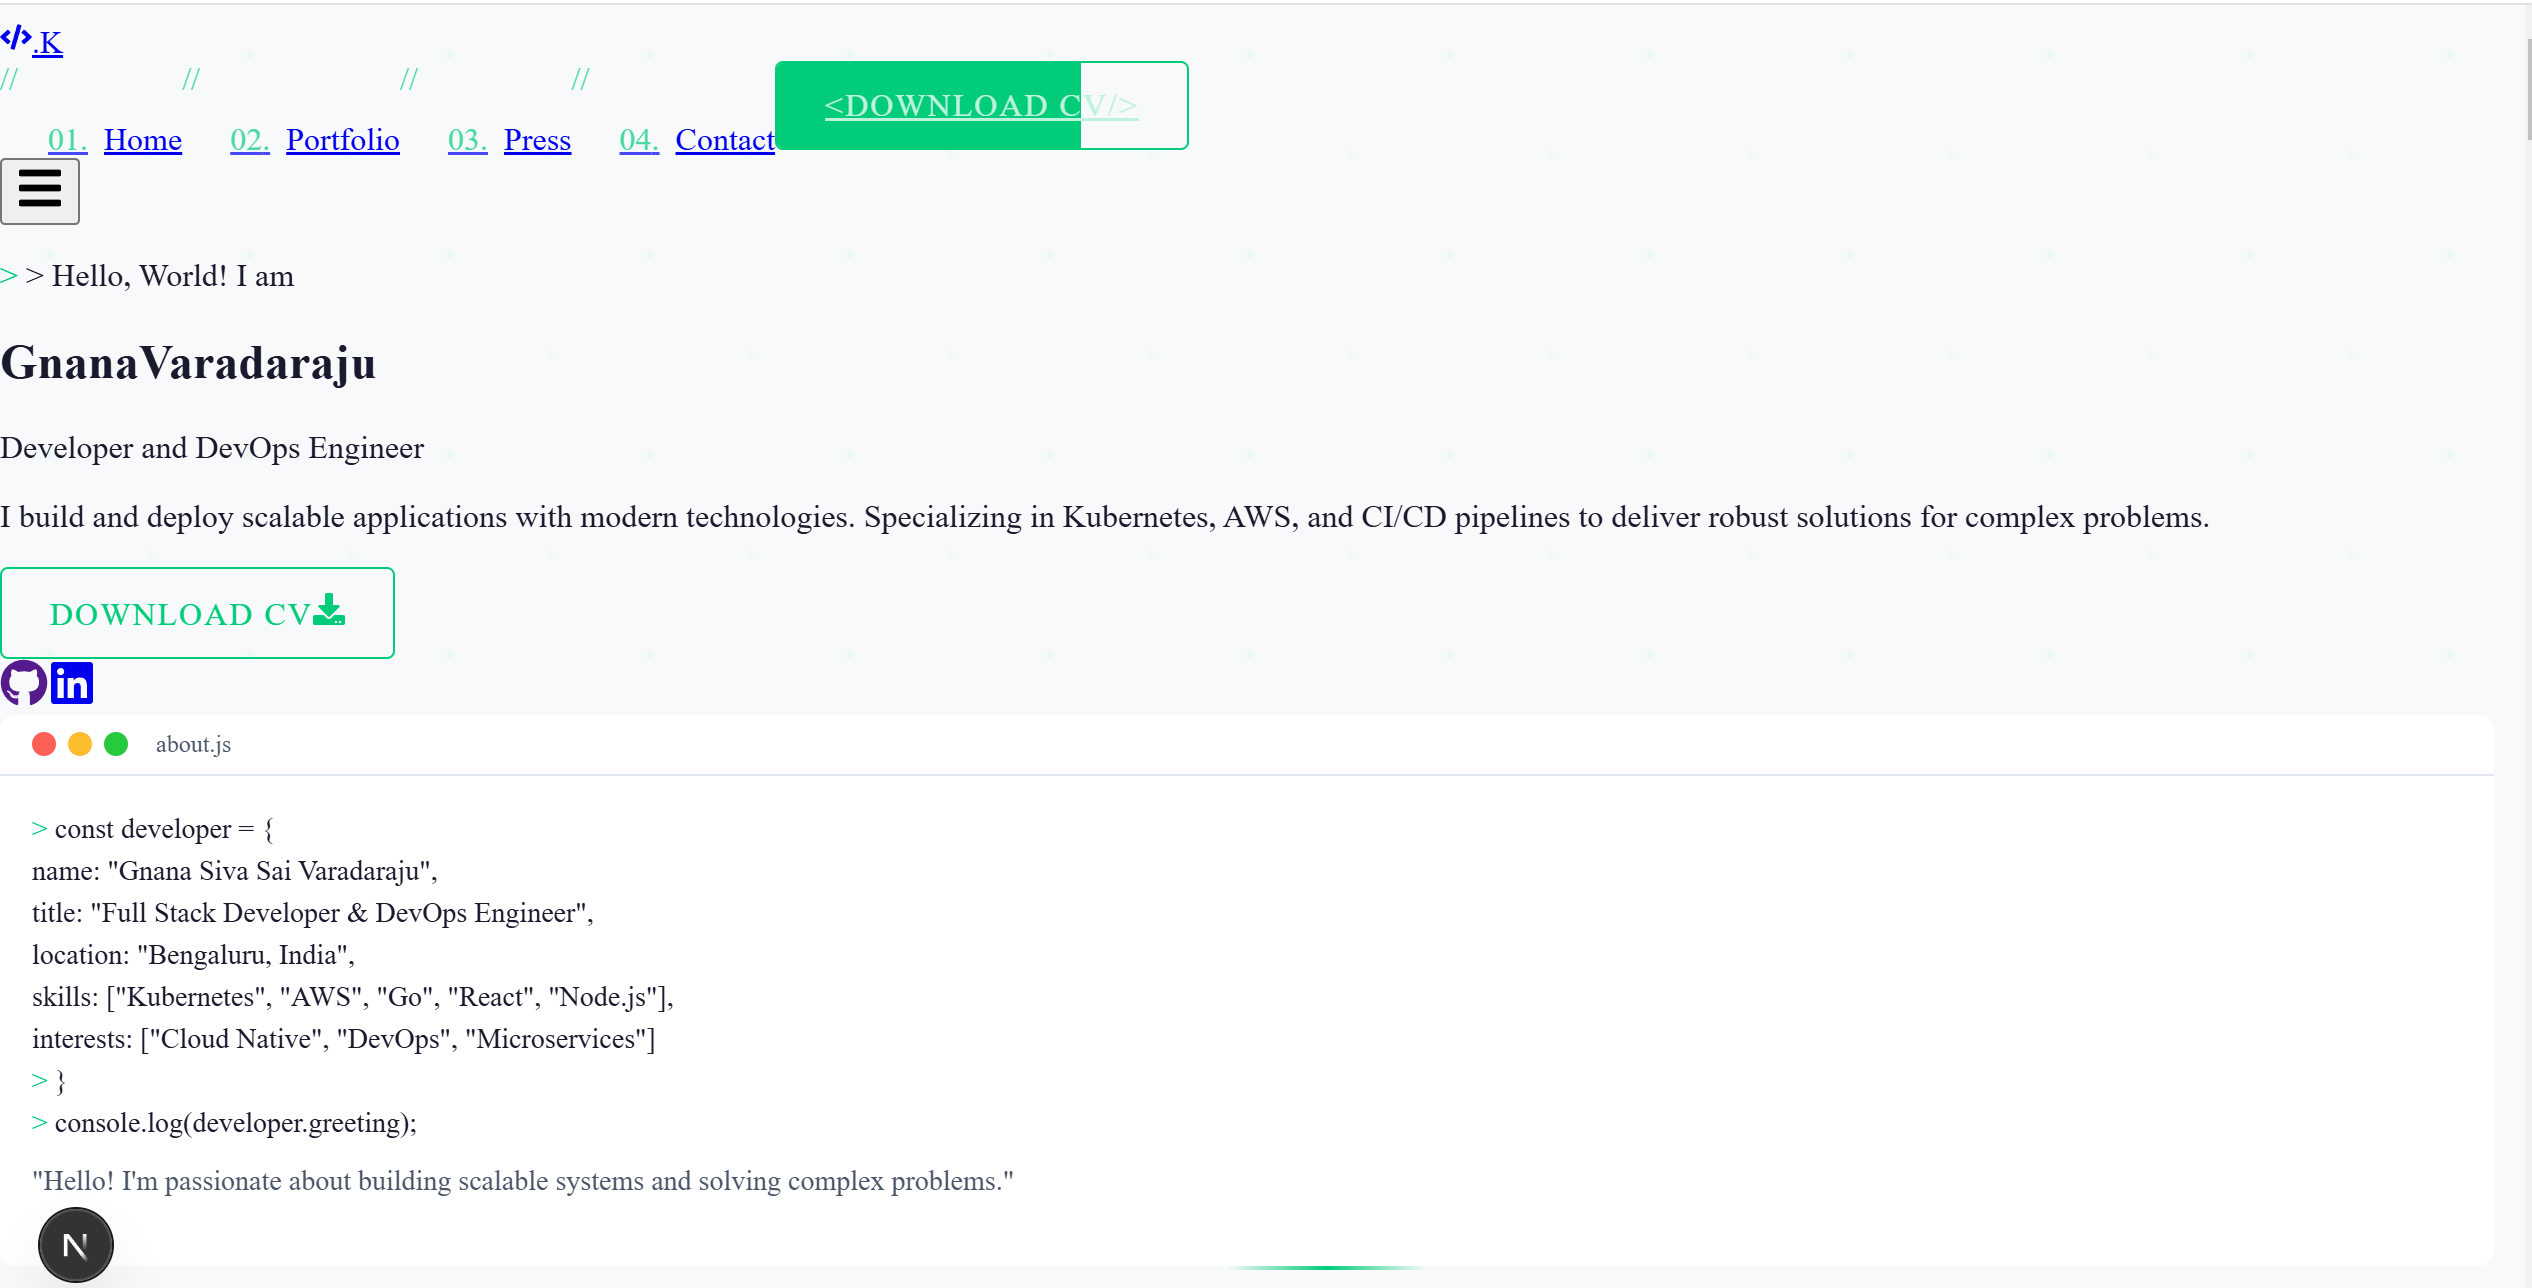 </>.K
// // // //
<DOWNLOAD CV/>
01. Home 02. Portfolio 03. Press 04. Contact
> > Hello, World! I am
GnanaVaradaraju
Developer and DevOps Engineer
I build and deploy scalable applications with modern technologies. Specializing in Kubernetes, AWS, and CI/CD pipelines to deliver robust solutions for complex problems.
DOWNLOAD CV
in
about.js
> const developer = {
name: "Gnana Siva Sai Varadaraju",
title: "Full Stack Developer & DevOps Engineer",
location: "Bengaluru, India",
skills: ["Kubernetes", "AWS", "Go", "React", "Node.js"],
interests: ["Cloud Native", "DevOps", "Microservices"]
> }
> console.log(developer.greeting);
"Hello! I'm passionate about building scalable systems and solving complex problems."
N